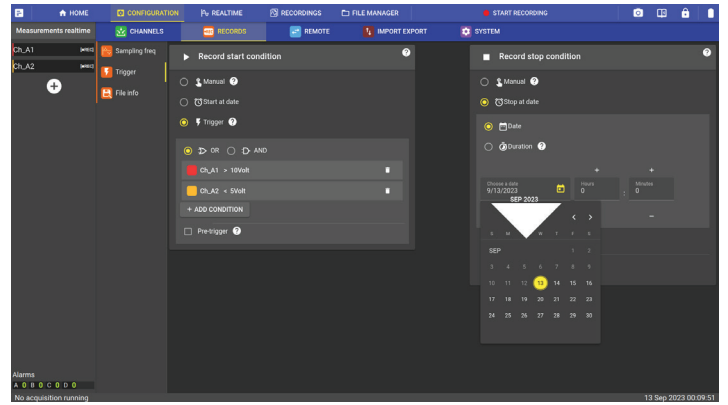 HOME
CONFIGURATION
REALTIME
RECORDINGS
FILE MANAGER
START RECORDING
Measurements realtime
CHANNELS
RECORDS
REMOTE
IMPORT EXPORT
SYSTEM
Ch_A1
Ch_A2
Sampling freq
Trigger
File info
Record start condition ?
Manual ?
Start at date
Trigger ?
OR AND
Ch_A1 > 10Volt
Ch_A2 < 5Volt
+ ADD CONDITION
Pre-trigger ?
Record stop condition ?
Manual ?
Stop at date
Date
Duration ?
Choose a date
9/13/2023
+ +
Hours
0
:
Minutes
0
–
SEP 2023
< >
S M W T F S
SEP 1 2
3 4 5 6 7 8 9
10 11 12 13 14 15 16
17 18 19 20 21 22 23
24 25 26 27 28 29 30
Alarms
A 0 B 0 C 0 D 0
No acquisition running
13 Sep 2023 00:09:51